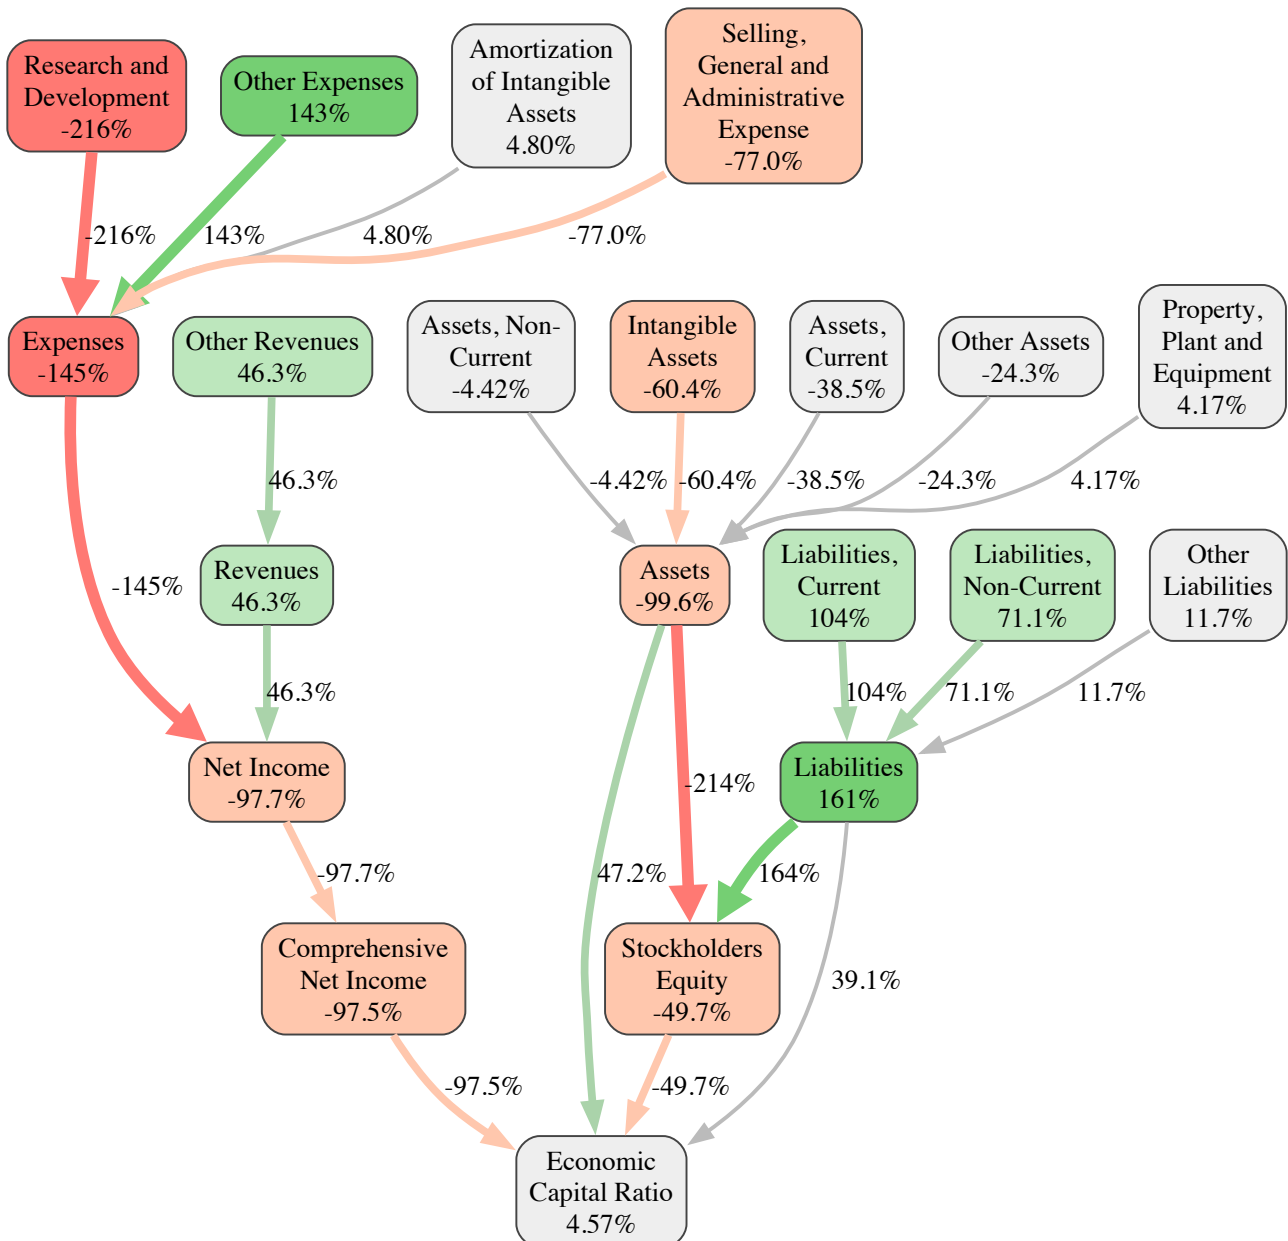 Research and
Development
-216%
Other Expenses
143%
Amortization
of Intangible
Assets
4.80%
Selling,
General and
Administrative
Expense
-77.0%
-216%
143%
4.80%
-77.0%
Expenses
-145%
Other Revenues
46.3%
Assets, Non-
Current
-4.42%
Intangible
Assets
-60.4%
Assets,
Current
-38.5%
Other Assets
-24.3%
Property,
Plant and
Equipment
4.17%
46.3%
-4.42%
-60.4%
-38.5%
-24.3%
4.17%
-145%
Revenues
46.3%
Assets
-99.6%
Liabilities,
Current
104%
Liabilities,
Non-Current
71.1%
Other
Liabilities
11.7%
46.3%
104%
71.1%
11.7%
Net Income
-97.7%
-214%
Liabilities
161%
-97.7%
47.2%
164%
Comprehensive
Net Income
-97.5%
Stockholders
Equity
-49.7%
39.1%
-97.5%
-49.7%
Economic
Capital Ratio
4.57%